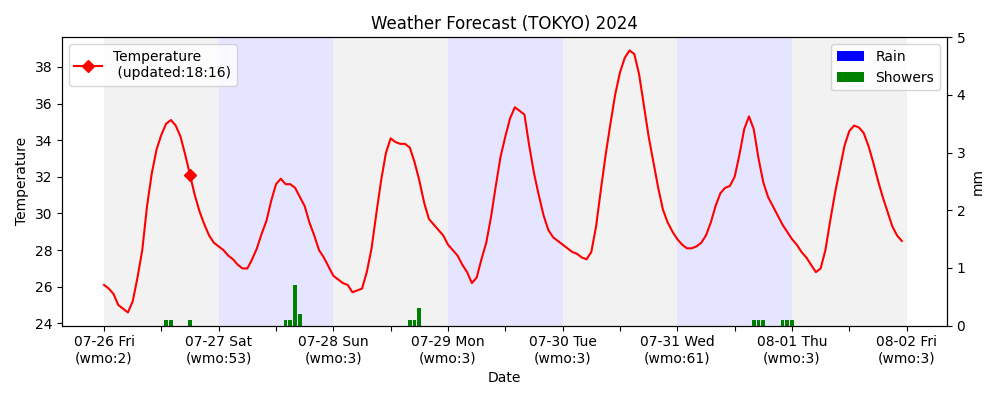 Weather Forecast (TOKYO) 2024
Temperature
(updated:18:16)
Rain
Showers
38
36
34
32
30
28
26
24
Temperature
5
4
3
2
1
0
mm
07-26 Fri
(wmo:2)
07-27 Sat
(wmo:53)
07-28 Sun
(wmo:3)
07-29 Mon
(wmo:3)
07-30 Tue
(wmo:3)
07-31 Wed
(wmo:61)
08-01 Thu
(wmo:3)
08-02 Fri
(wmo:3)
Date